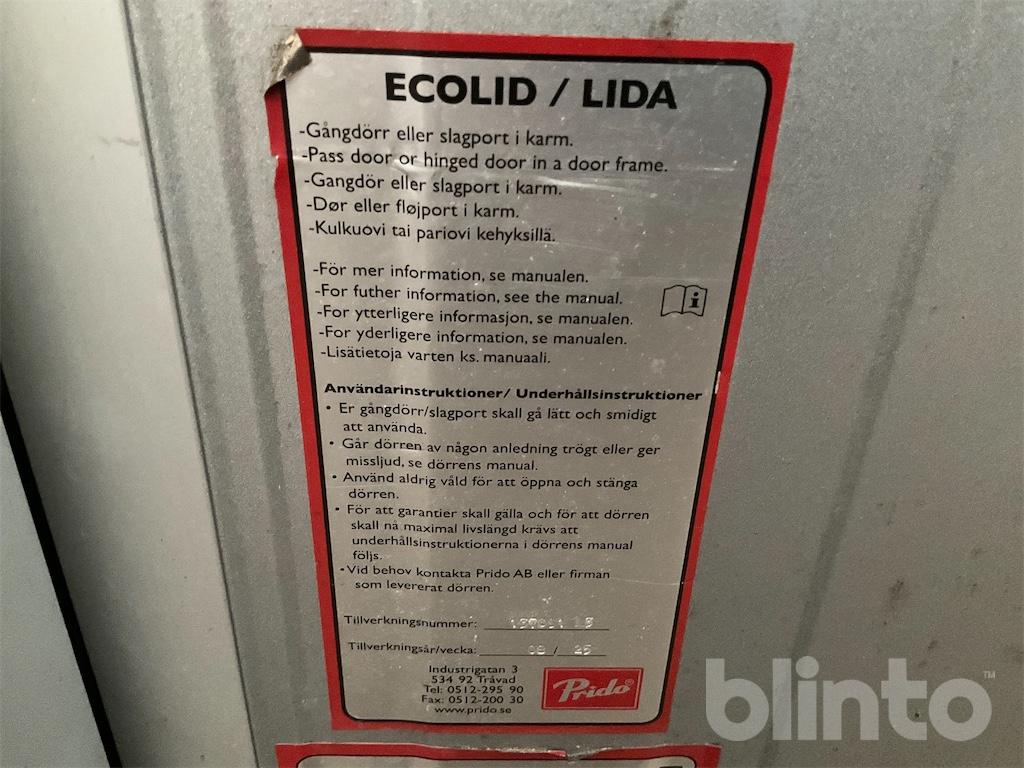 ECOLID / LIDA
-Gångdörr eller slagport i karm.
-Pass door or hinged door in a door frame.
-Gangdör eller slagport i karm.
-Dør eller fløjport i karm.
-Kulkuovi tai pariovi kehyksillä.
-För mer information, se manualen.
-For futher information, see the manual.
-For ytterligere informasjon, se manualen.
-For yderligere information, se manualen.
-Lisätietoja varten ks. manuaali.
i
Användarinstruktioner/ Underhållsinstruktioner
• Er gångdörr/slagport skall gå lätt och smidigt
att använda.
• Går dörren av någon anledning trögt eller ger
missljud, se dörrens manual.
• Använd aldrig våld för att öppna och stänga
dörren.
• För att garantier skall gälla och för att dörren
skall nå maximal livslängd krävs att
underhållsinstruktionerna i dörrens manual
följs.
• Vid behov kontakta Prido AB eller firman
som levererat dörren.
Tillverkningsnummer:
Tillverkningsår/vecka: 08 / 25
Industrigatan 3
534 92 Tråvad
Tel: 0512-295 90
Fax: 0512-200 30
www.prido.se
Prido®
blinto™